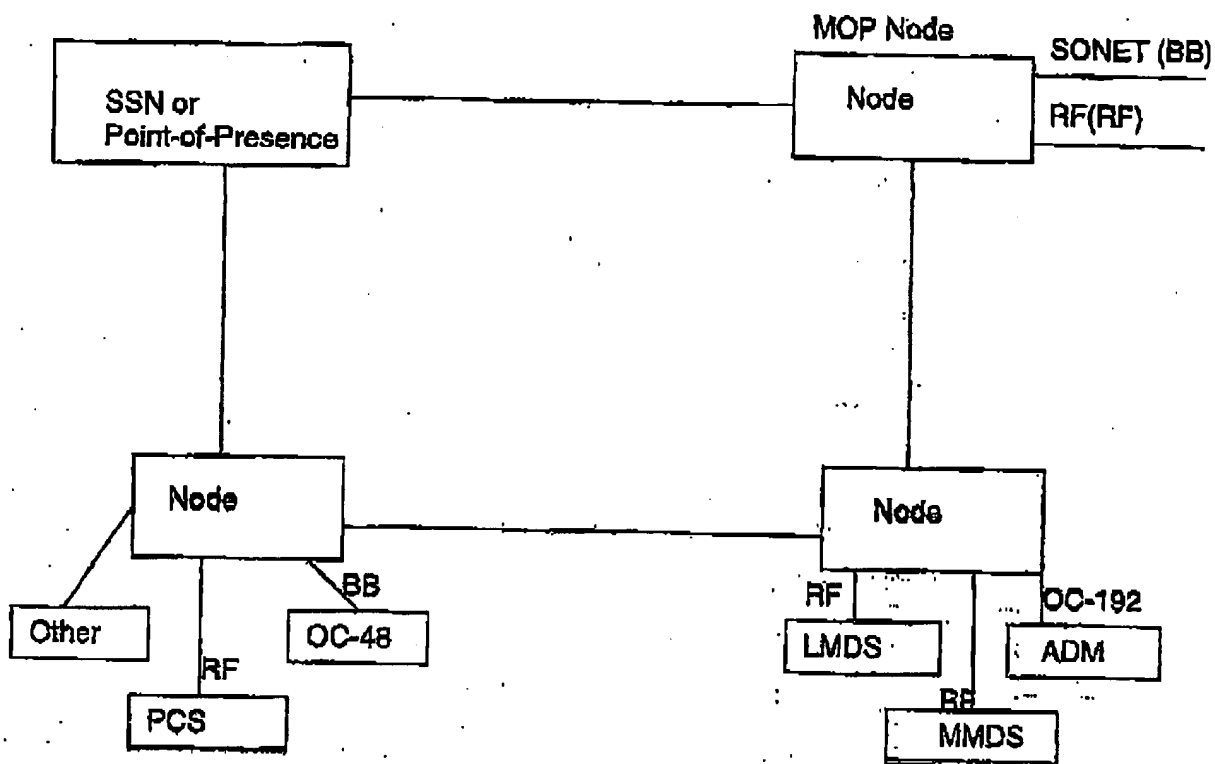 MOP Node
SONET (BB)
SSN or
Point-of-Presence
Node
RF(RF)
Node
Node
BB
RF
OC-192
Other
OC-48
LMDS
ADM
RF
PCS
MMDS